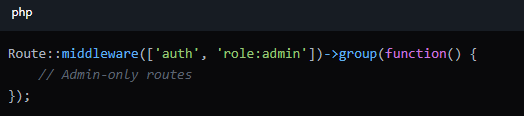 php
Route::middleware(['auth', 'role:admin'])->group(function() {
    // Admin-only routes
});